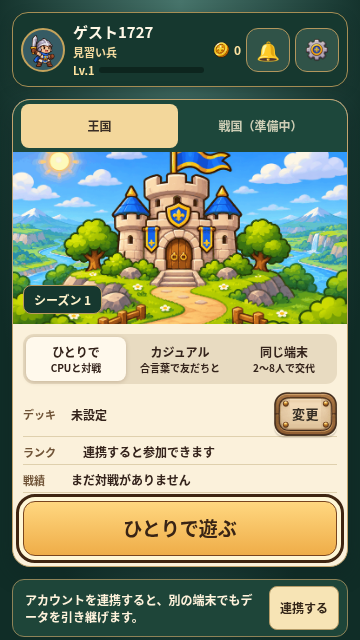 ゲスト1727
見習い兵
Lv.1
0
王国
戦国（準備中）
シーズン 1
ひとりで
CPUと対戦
カジュアル
合言葉で友だちと
同じ端末
2〜8人で交代
デッキ 未設定
変更
ランク 連携すると参加できます
戦績 まだ対戦がありません
ひとりで遊ぶ
アカウントを連携すると、別の端末でもデ
ータを引き継げます。
連携する